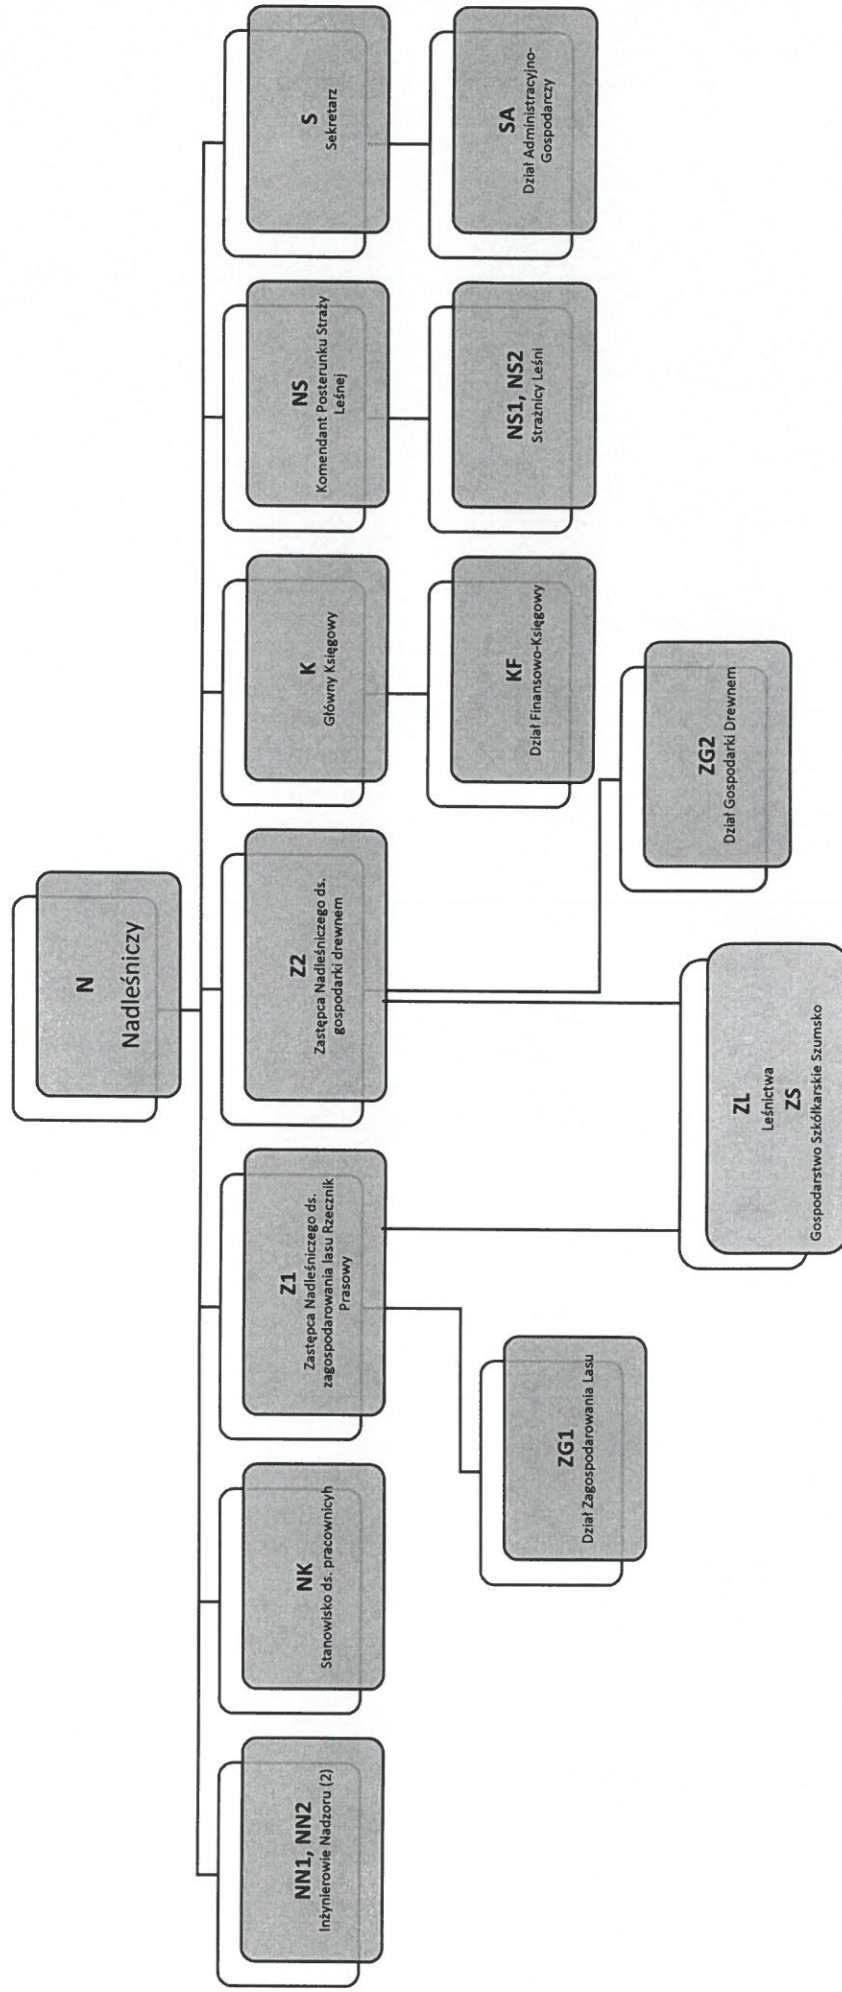 N
Nadleśniczy
NN1, NN2
Inżynierowie Nadzoru (2)
NK
Stanowisko ds. pracownicyh
Z1
Zastępca Nadleśniczego ds.
zagospodarowania lasu Rzecznik
Prasowy
Z2
Zastępca Nadleśniczego ds.
gospodarki drewnem
K
Główny Księgowy
NS
Komendant Posterunku Straży
Leśnej
S
Sekretarz
KF
Dział Finansowo-Księgowy
NS1, NS2
Strażnicy Leśni
SA
Dział Administracyjno-
Gospodarczy
ZG1
Dział Zagospodarowania Lasu
ZL
Leśnictwa
ZS
Gospodarstwo Szkółkarskie Szumsko
ZG2
Dział Gospodarki Drewnem